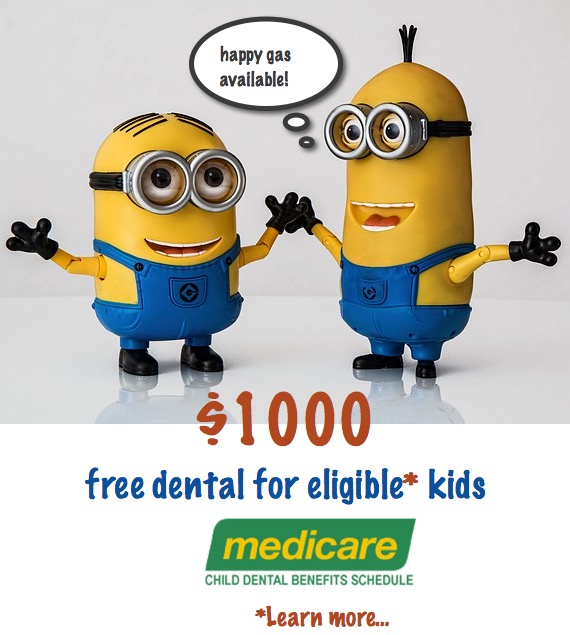 happy gas
available!
$1000
free dental for eligible* kids
medicare
CHILD DENTAL BENEFITS SCHEDULE
*Learn more...